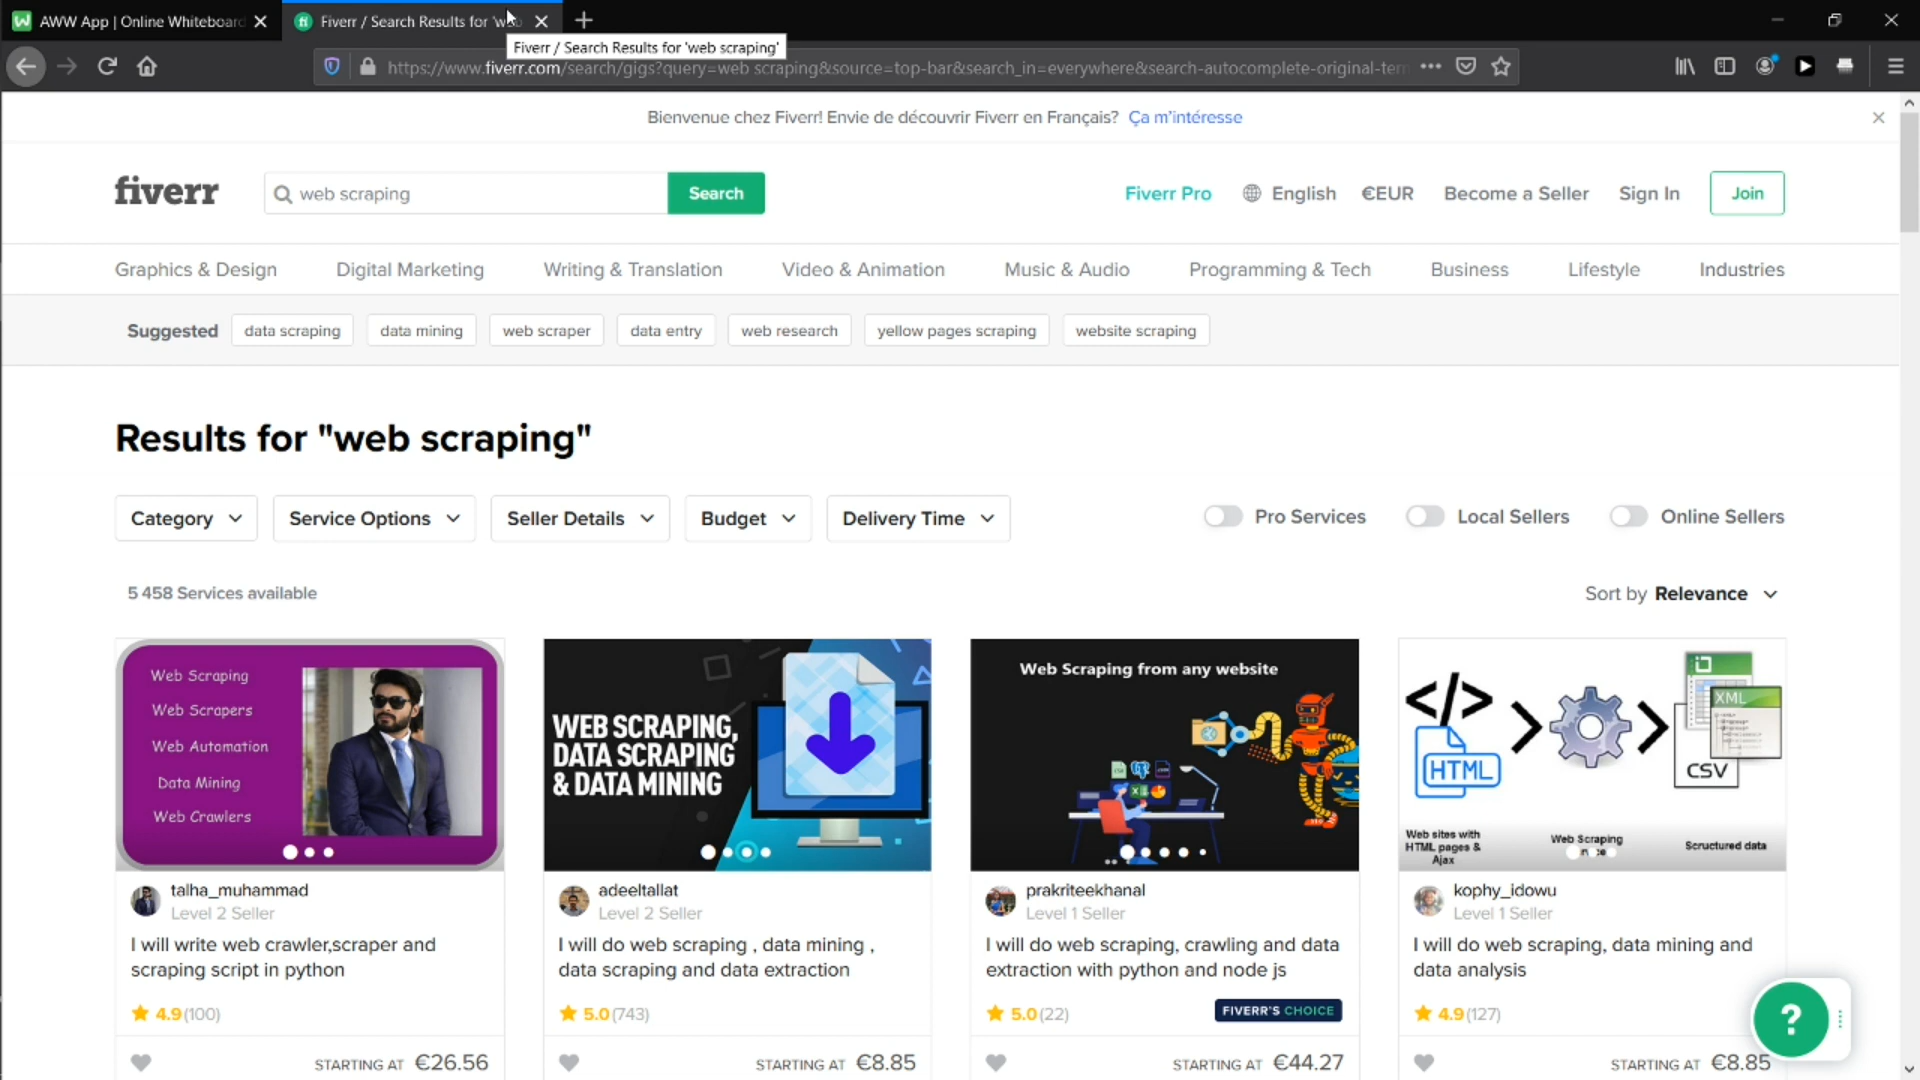 AWW App | Online Whiteboard
Fiverr / Search Results for 'web
Fiverr / Search Results for 'web scraping'
https://www.fiverr.com/search/gigs?query=web scraping&source=top-bar&search_in=everywhere&search-autocomplete-original-term
Bienvenue chez Fiverr! Envie de découvrir Fiverr en Français? Ça m'intéresse
fiverr
web scraping
Search
Fiverr Pro
English
€EUR
Become a Seller
Sign In
Join
Graphics & Design
Digital Marketing
Writing & Translation
Video & Animation
Music & Audio
Programming & Tech
Business
Lifestyle
Industries
Suggested
data scraping
data mining
web scraper
data entry
web research
yellow pages scraping
website scraping
Results for "web scraping"
Category
Service Options
Seller Details
Budget
Delivery Time
Pro Services
Local Sellers
Online Sellers
5 458 Services available
Sort by Relevance
Web Scraping
Web Scrapers
Web Automation
Data Mining
Web Crawlers
talha_muhammad
Level 2 Seller
I will write web crawler,scraper and
scraping script in python
4.9(100)
STARTING AT €26.56
WEB SCRAPING,
DATA SCRAPING
& DATA MINING
adeeltallat
Level 2 Seller
I will do web scraping , data mining ,
data scraping and data extraction
5.0(743)
STARTING AT €8.85
Web Scraping from any website
prakriteekhanal
Level 1 Seller
I will do web scraping, crawling and data
extraction with python and node js
5.0(22)
FIVERR'S CHOICE
STARTING AT €44.27
HTML
XML
CSV
Web sites with
HTML pages &
Ajax
Web Scraping
Scructured data
kophy_idowu
Level 1 Seller
I will do web scraping, data mining and
data analysis
4.9(127)
STARTING AT €8.85
?